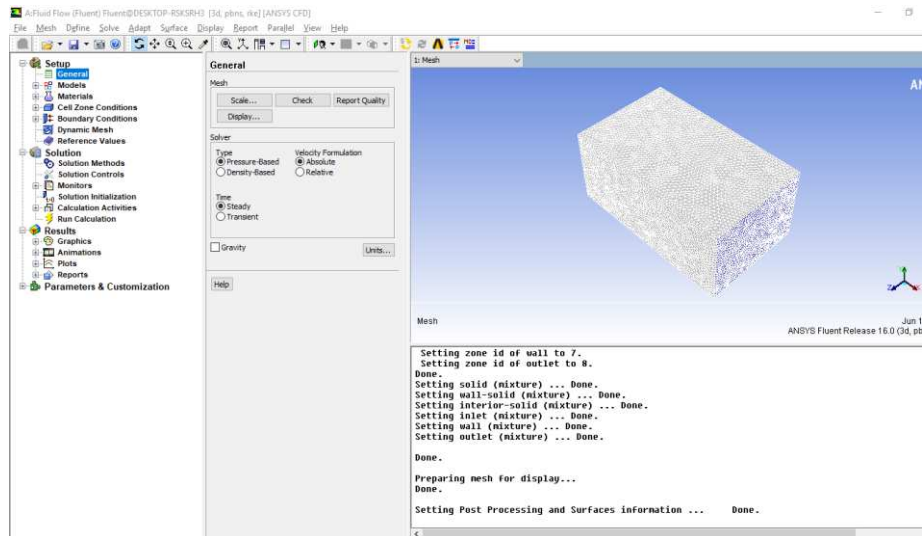 A:Fluid Flow (Fluent) Fluent@DESKTOP-RSKSRH3 [3d, pbns, rke] [ANSYS CFD]
File Mesh Define Solve Adapt Surface Display Report Parallel View Help
Setup
General
Models
Materials
Cell Zone Conditions
Boundary Conditions
Dynamic Mesh
Reference Values
Solution
Solution Methods
Solution Controls
Monitors
Solution Initialization
Calculation Activities
Run Calculation
Results
Graphics
Animations
Plots
Reports
Parameters & Customization
General
Mesh
Scale... Check Report Quality
Display...
Solver
Type Velocity Formulation
Pressure-Based Absolute
Density-Based Relative
Time
Steady
Transient
Gravity Units...
Help
1: Mesh
AN
Y
Z X
Mesh Jun 1
ANSYS Fluent Release 16.0 (3d, pb
Setting zone id of wall to 7.
Setting zone id of outlet to 8.
Done.
Setting solid (mixture) ... Done.
Setting wall-solid (mixture) ... Done.
Setting interior-solid (mixture) ... Done.
Setting inlet (mixture) ... Done.
Setting wall (mixture) ... Done.
Setting outlet (mixture) ... Done.
Done.
Preparing mesh for display...
Done.
Setting Post Processing and Surfaces information ... Done.